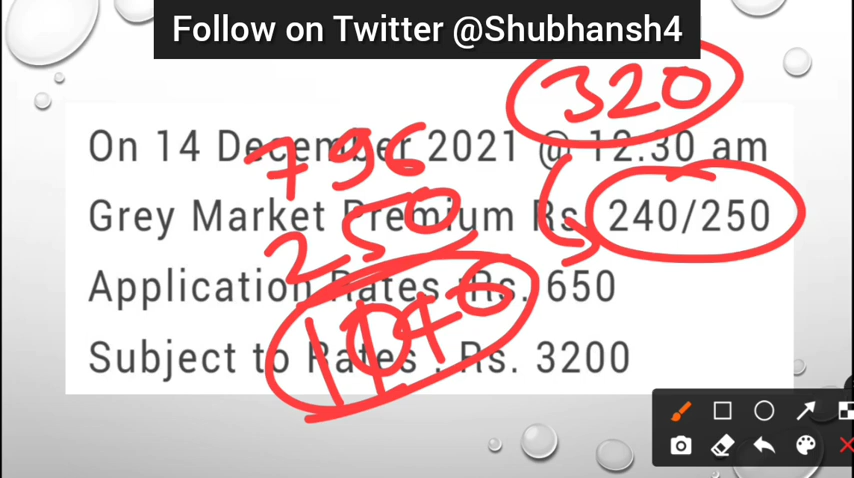 Follow on Twitter @Shubhansh4
320
On 14 December 2021 @ 12.30 am
796
Grey Market Premium Rs. 240/250
250
Application Rates : Rs. 650
1046
Subject to Rates : Rs. 3200